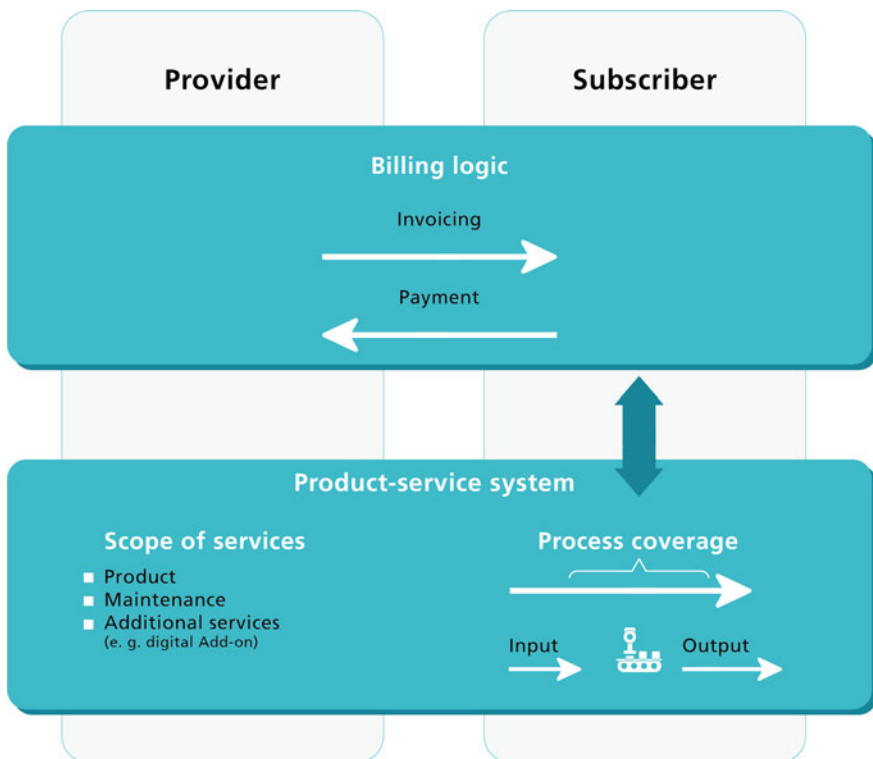 Provider
Subscriber
Billing logic
Invoicing
Payment
Product-service system
Scope of services
Product
Maintenance
Additional services
(e. g. digital Add-on)
Process coverage
Input
Output